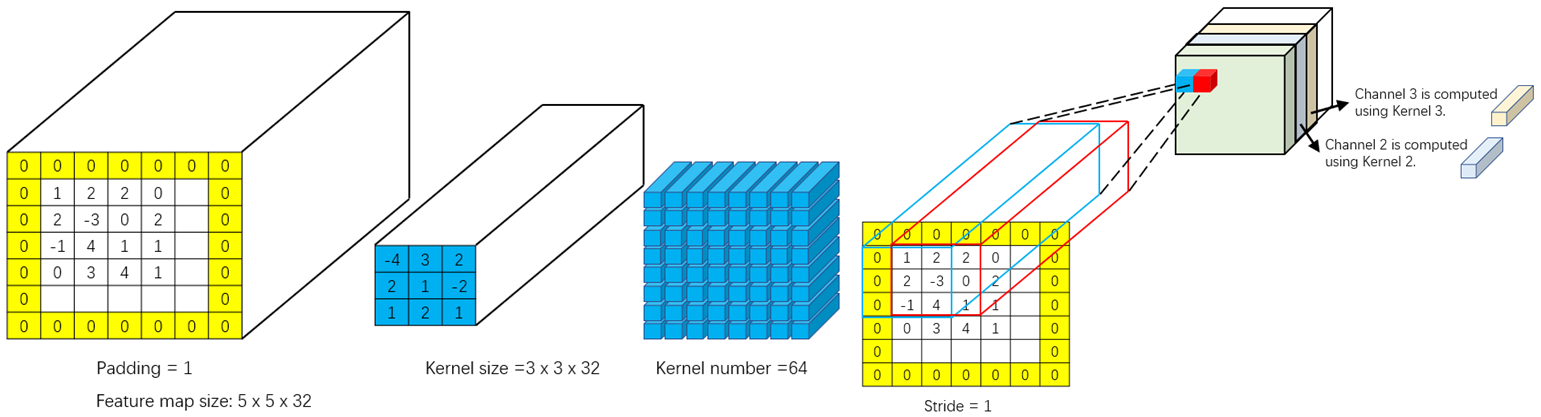 0 0 0 0 0 0 0
0 1 2 2 0 0
0 2 -3 0 2 0
0 -1 4 1 1 0
0 0 3 4 1 0
0 0
0 0 0 0 0 0 0
Padding = 1
Feature map size: 5 x 5 x 32
-4 3 2
2 1 -2
1 2 1
Kernel size =3 x 3 x 32
Kernel number =64
0 0 0 0 0 0 0
0 1 2 2 0 0
0 2 -3 0 2 0
0 -1 4 1 1 0
0 0 3 4 1 0
0 0
0 0 0 0 0 0 0
Stride = 1
Channel 3 is computed
using Kernel 3.
Channel 2 is computed
using Kernel 2.